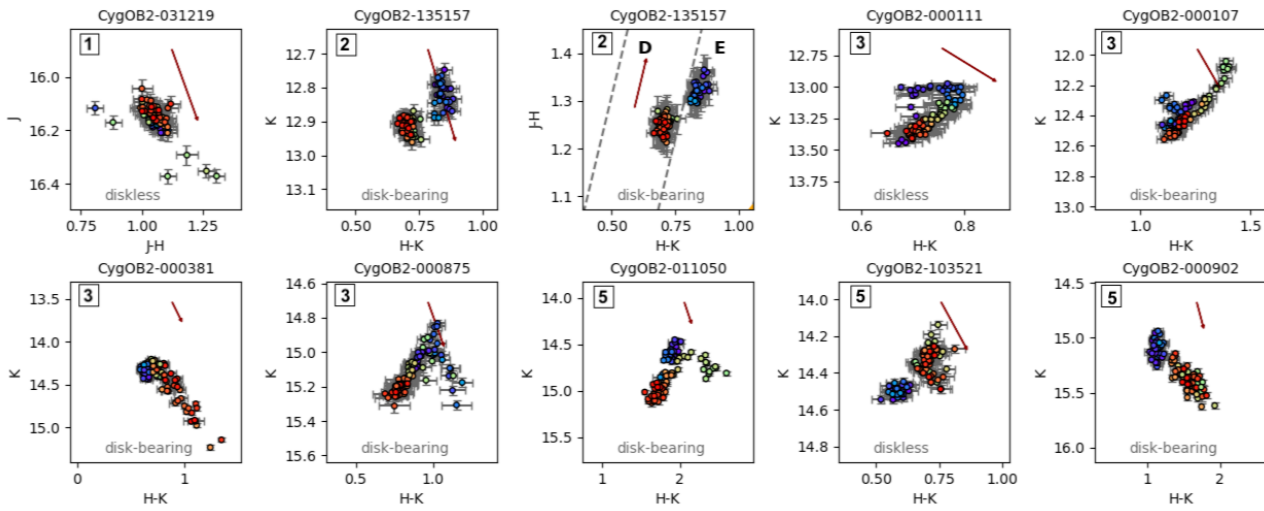 CygOB2-031219 CygOB2-135157 CygOB2-135157 CygOB2-000111 CygOB2-000107
1 2 2 3 3
D E
J 16.0 16.2 16.4
diskless
0.75 1.00 1.25
J-H
K 12.7 12.8 12.9 13.0 13.1
disk-bearing
0.50 0.75 1.00
H-K
J-H 1.4 1.3 1.2 1.1
disk-bearing
0.50 0.75 1.00
H-K
K 12.75 13.00 13.25 13.50 13.75
diskless
0.6 0.8
H-K
K 12.0 12.2 12.4 12.6 12.8 13.0
disk-bearing
1.0 1.5
H-K
CygOB2-000381 CygOB2-000875 CygOB2-011050 CygOB2-103521 CygOB2-000902
3 3 5 5 5
K 13.5 14.0 14.5 15.0
disk-bearing
0 1
H-K
K 14.6 14.8 15.0 15.2 15.4 15.6
disk-bearing
0.5 1.0
H-K
K 14.0 14.5 15.0 15.5
disk-bearing
1 2
H-K
K 14.0 14.2 14.4 14.6 14.8
diskless
0.50 0.75 1.00
H-K
K 14.5 15.0 15.5 16.0
disk-bearing
1 2
H-K